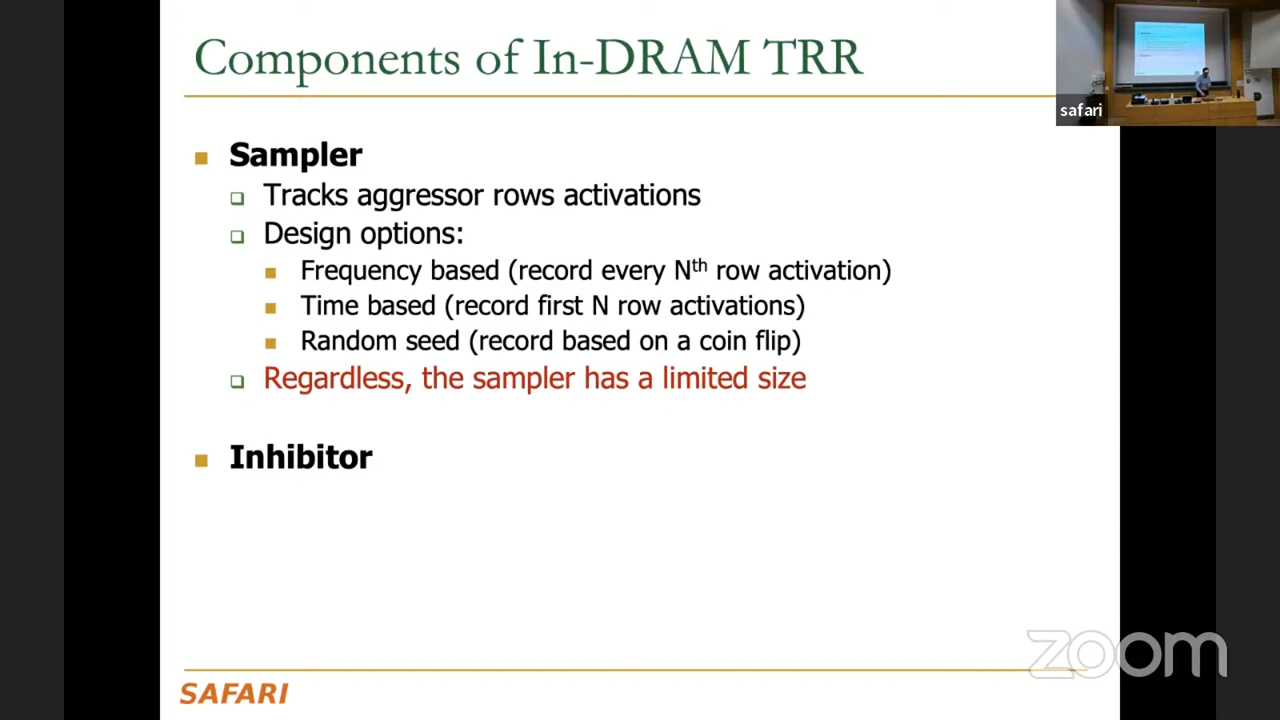 Components of In-DRAM TRR
safari
Sampler
Tracks aggressor rows activations
Design options:
Frequency based (record every Nth row activation)
Time based (record first N row activations)
Random seed (record based on a coin flip)
Regardless, the sampler has a limited size
Inhibitor
zoom
SAFARI